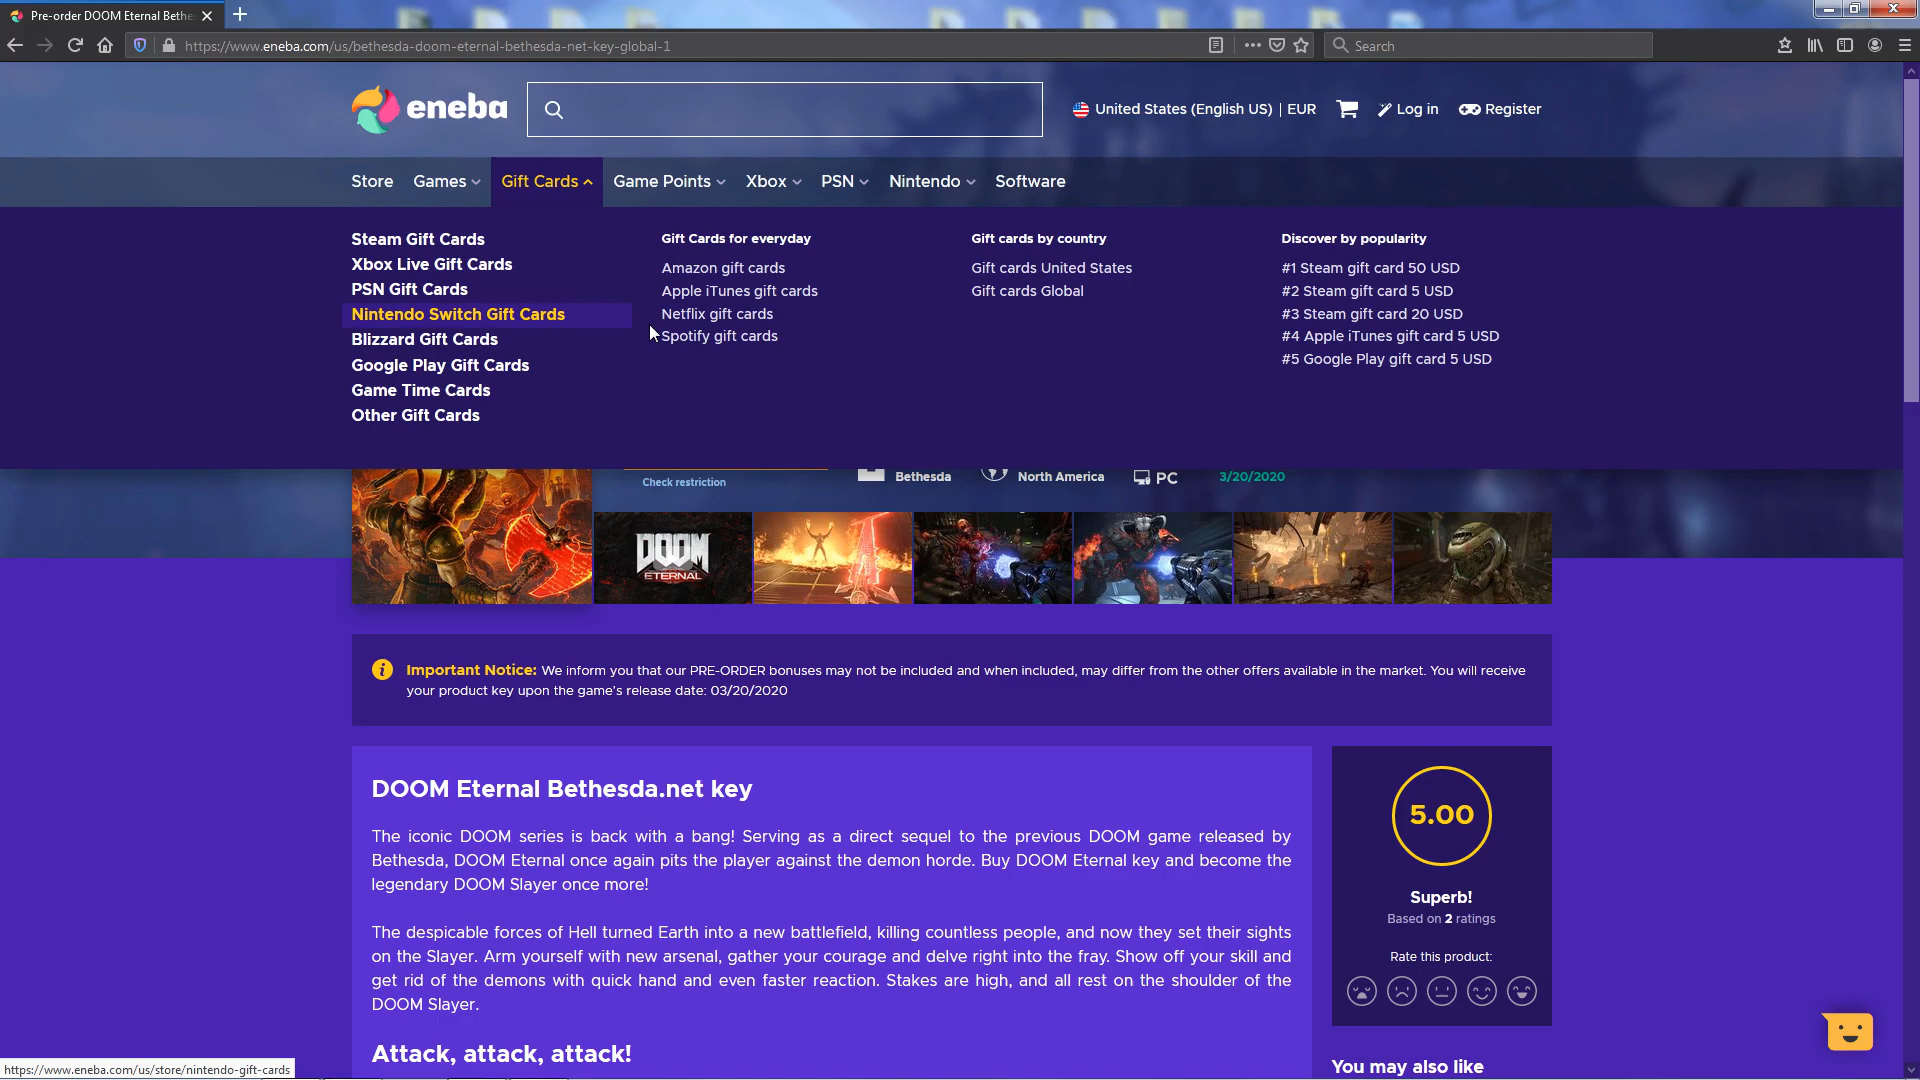 Pre-order DOOM Eternal Bethe
https://www.eneba.com/us/bethesda-doom-eternal-bethesda-net-key-global-1
Search
eneba
United States (English US) | EUR
Log in
Register
Store
Games
Gift Cards
Game Points
Xbox
PSN
Nintendo
Software
Steam Gift Cards
Xbox Live Gift Cards
PSN Gift Cards
Nintendo Switch Gift Cards
Blizzard Gift Cards
Google Play Gift Cards
Game Time Cards
Other Gift Cards
Gift Cards for everyday
Amazon gift cards
Apple iTunes gift cards
Netflix gift cards
Spotify gift cards
Gift cards by country
Gift cards United States
Gift cards Global
Discover by popularity
#1 Steam gift card 50 USD
#2 Steam gift card 5 USD
#3 Steam gift card 20 USD
#4 Apple iTunes gift card 5 USD
#5 Google Play gift card 5 USD
Check restriction
Bethesda
North America
PC
3/20/2020
DOOM
ETERNAL
Important Notice: We inform you that our PRE-ORDER bonuses may not be included and when included, may differ from the other offers available in the market. You will receive
your product key upon the game's release date: 03/20/2020
DOOM Eternal Bethesda.net key
The iconic DOOM series is back with a bang! Serving as a direct sequel to the previous DOOM game released by
Bethesda, DOOM Eternal once again pits the player against the demon horde. Buy DOOM Eternal key and become the
legendary DOOM Slayer once more!
The despicable forces of Hell turned Earth into a new battlefield, killing countless people, and now they set their sights
on the Slayer. Arm yourself with new arsenal, gather your courage and delve right into the fray. Show off your skill and
get rid of the demons with quick hand and even faster reaction. Stakes are high, and all rest on the shoulder of the
DOOM Slayer.
Attack, attack, attack!
5.00
Superb!
Based on 2 ratings
Rate this product:
You may also like
https://www.eneba.com/us/store/nintendo-gift-cards